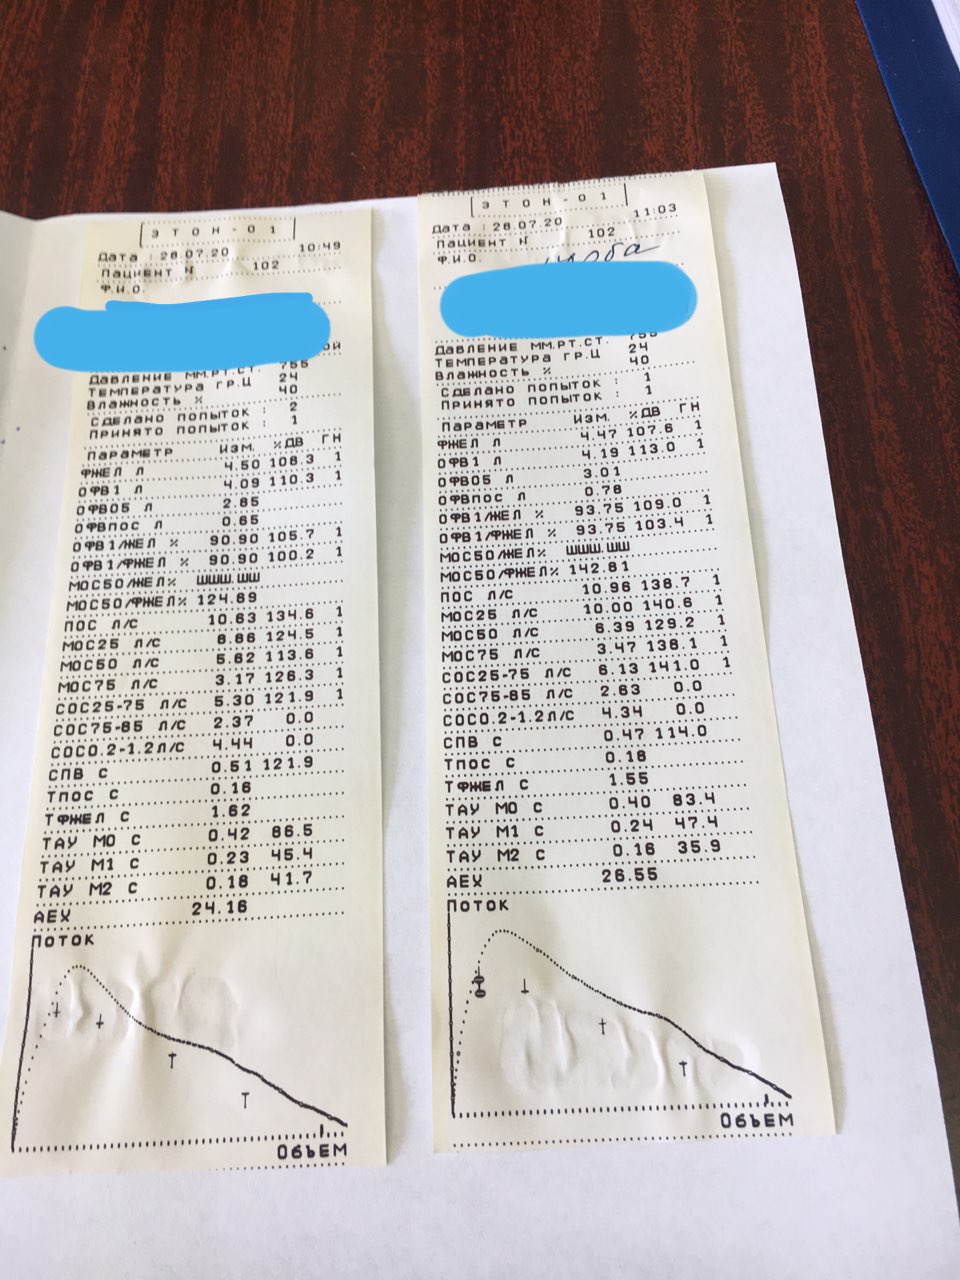 ЭТОН-01
Дата : 28.07.20 10:49
Пациент N 102
Ф.И.О.
ой
Давление мм.рт.ст. 755
Температура гр.Ц 24
Влажность % 40
Сделано попыток : 2
Принято попыток : 1
Параметр Изм. %ДВ ГН
ФЖЕЛ л 4.50 108.3 1
ОФВ1 л 4.09 110.3 1
ОФВ05 л 2.85
ОФВпос л 0.65
ОФВ1/ЖЕЛ % 90.90 105.7 1
ОФВ1/ФЖЕЛ % 90.90 100.2 1
МОС50/ЖЕЛ% ШШШ.ШШ
МОС50/ФЖЕЛ% 124.69
ПОС л/с 10.63 134.6 1
МОС25 л/с 8.86 124.5 1
МОС50 л/с 5.62 113.6 1
МОС75 л/с 3.17 126.3 1
СОС25-75 л/с 5.30 121.9 1
СОС75-85 л/с 2.37 0.0
СОС0.2-1.2л/с 4.44 0.0
СПВ с 0.51 121.9
Тпос с 0.16
ТФЖЕЛ с 1.62
ТАУ М0 с 0.42 86.5
ТАУ М1 с 0.23 45.4
ТАУ М2 с 0.18 41.7
АЕХ 24.16
Поток
Объем
ЭТОН-01
Дата : 28.07.20 11:03
Пациент N 102
Ф.И.О.
Давление мм.рт.ст. 755
Температура гр.Ц 24
Влажность % 40
Сделано попыток : 1
Принято попыток : 1
Параметр Изм. %ДВ ГН
ФЖЕЛ л 4.47 107.6 1
ОФВ1 л 4.19 113.0 1
ОФВ05 л 3.01
ОФВпос л 0.78
ОФВ1/ЖЕЛ % 93.75 109.0 1
ОФВ1/ФЖЕЛ % 93.75 103.4 1
МОС50/ЖЕЛ% ШШШ.ШШ
МОС50/ФЖЕЛ% 142.81
ПОС л/с 10.96 138.7 1
МОС25 л/с 10.00 140.6 1
МОС50 л/с 6.39 129.2 1
МОС75 л/с 3.47 138.1 1
СОС25-75 л/с 6.13 141.0 1
СОС75-85 л/с 2.63 0.0
СОС0.2-1.2л/с 4.34 0.0
СПВ с 0.47 114.0
Тпос с 0.18
ТФЖЕЛ с 1.55
ТАУ М0 с 0.40 83.4
ТАУ М1 с 0.24 47.4
ТАУ М2 с 0.16 35.9
АЕХ 26.55
Поток
Объем